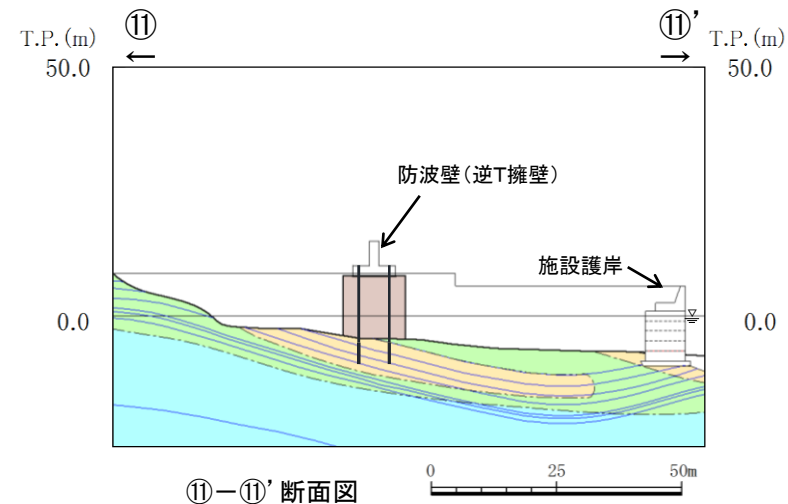 ⑪ ⑪’
T.P.(m) T.P.(m)
← →
50.0 50.0
防波壁（逆T擁壁）
施設護岸
0.0 0.0
⑪－⑪’断面図
0 25 50m